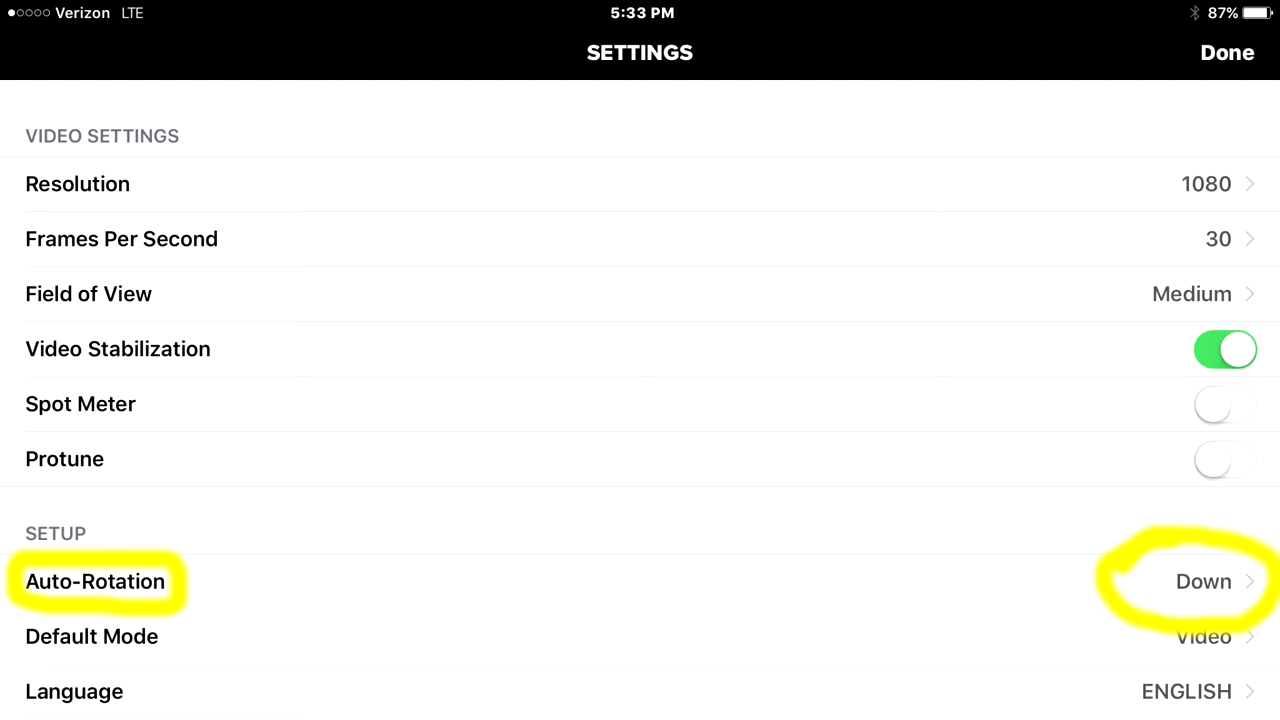 Verizon LTE 5:33 PM 87%
SETTINGS Done
VIDEO SETTINGS
Resolution 1080
Frames Per Second 30
Field of View Medium
Video Stabilization
Spot Meter
Protune
SETUP
Auto-Rotation Down
Default Mode Video
Language ENGLISH